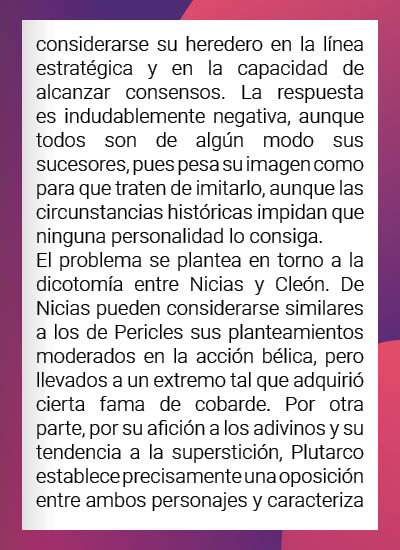 considerarse su heredero en la línea
estratégica y en la capacidad de
alcanzar consensos. La respuesta
es indudablemente negativa, aunque
todos son de algún modo sus
sucesores, pues pesa su imagen como
para que traten de imitarlo, aunque las
circunstancias históricas impidan que
ninguna personalidad lo consiga.
El problema se plantea en torno a la
dicotomía entre Nicias y Cleón. De
Nicias pueden considerarse similares
a los de Pericles sus planteamientos
moderados en la acción bélica, pero
llevados a un extremo tal que adquirió
cierta fama de cobarde. Por otra
parte, por su afición a los adivinos y su
tendencia a la superstición, Plutarco
establece precisamente una oposición
entre ambos personajes y caracteriza